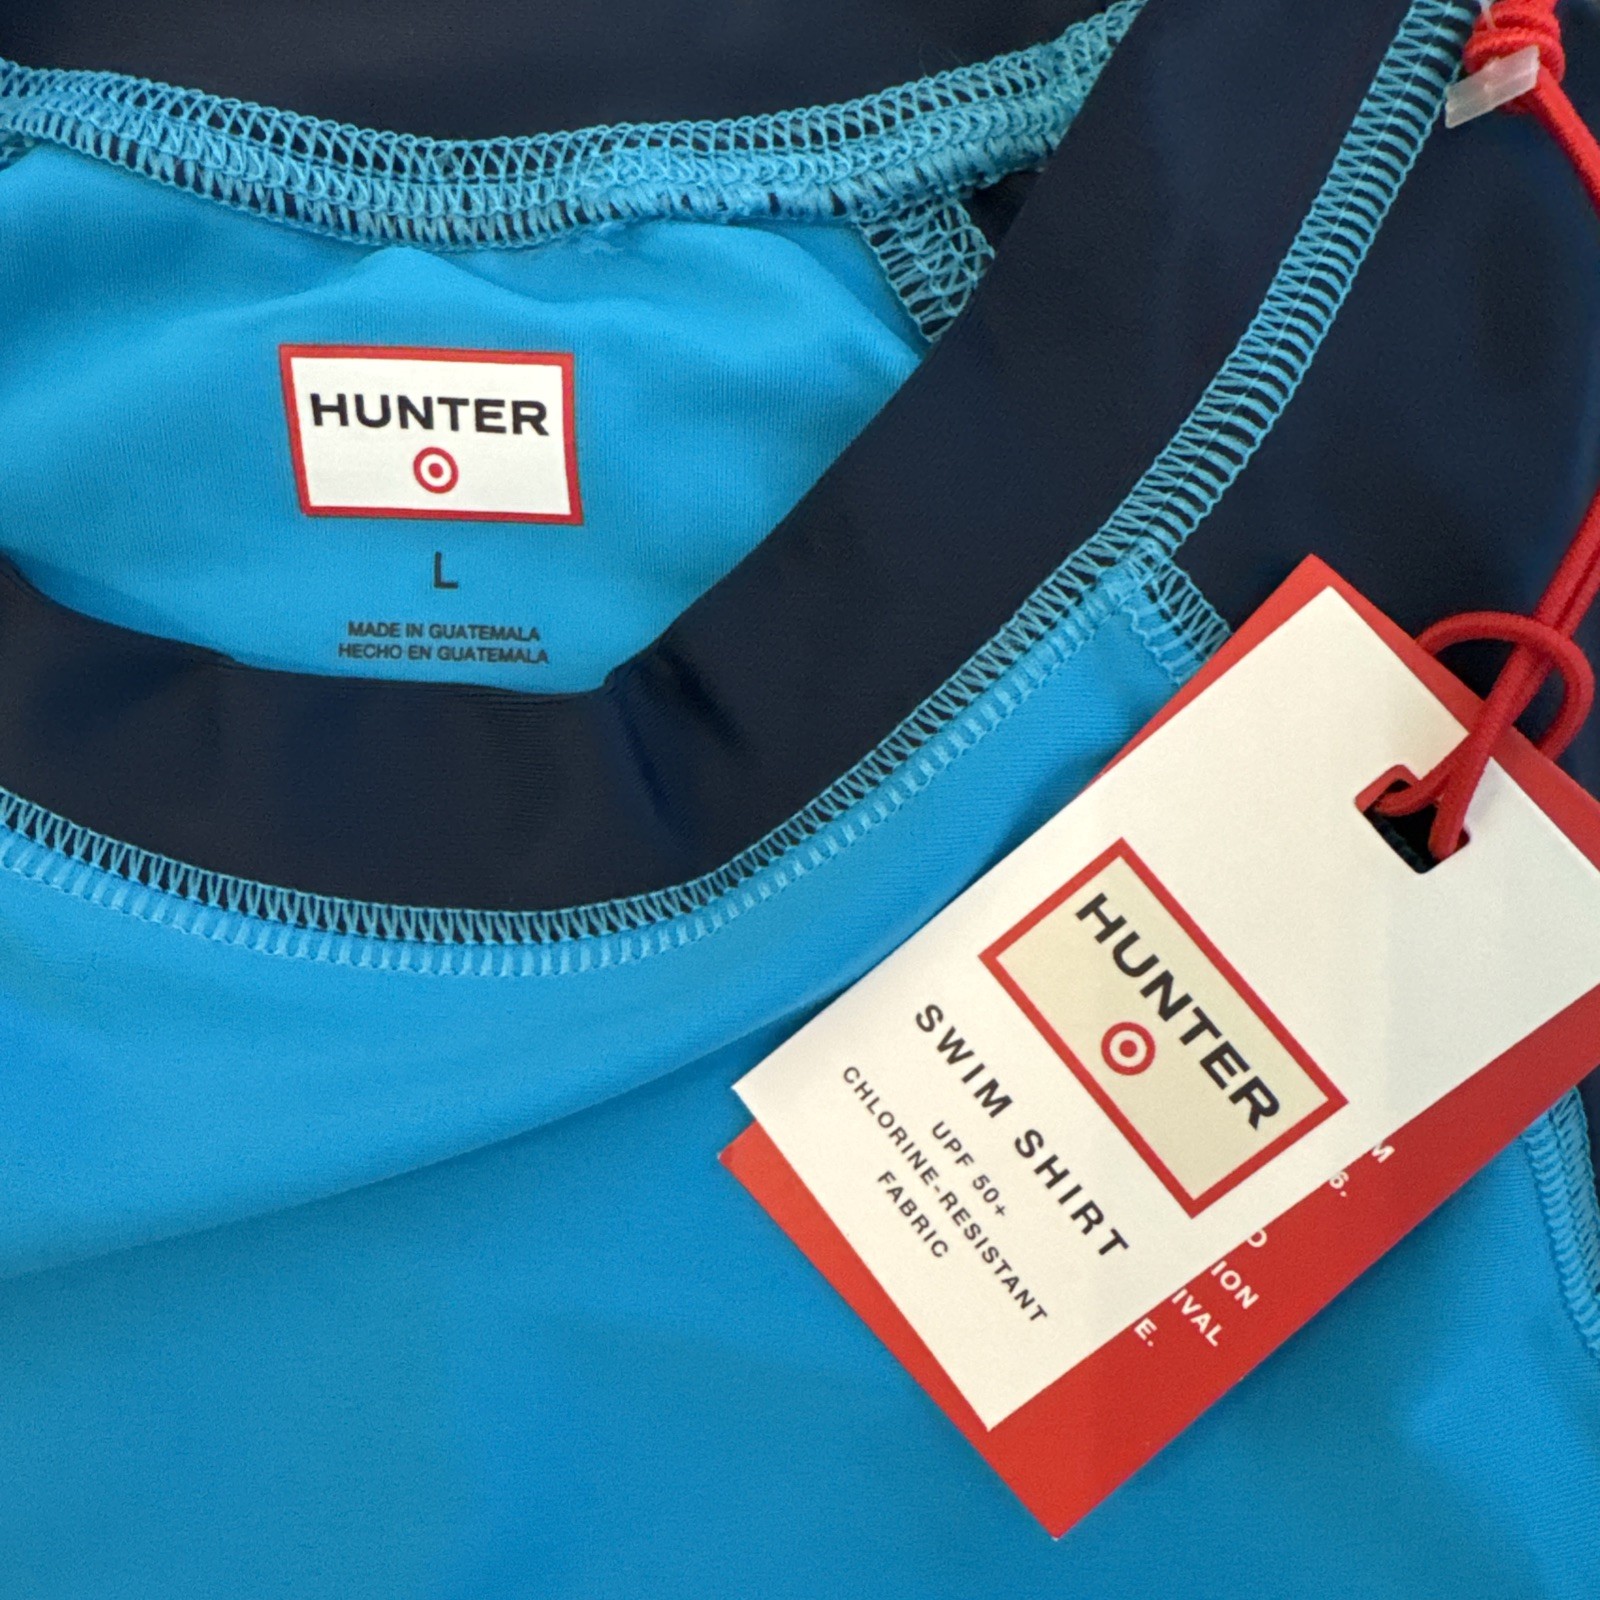 HUNTER
L
MADE IN GUATEMALA
HECHO EN GUATEMALA
HUNTER
SWIM SHIRT
UPF 50+
CHLORINE-RESISTANT
FABRIC